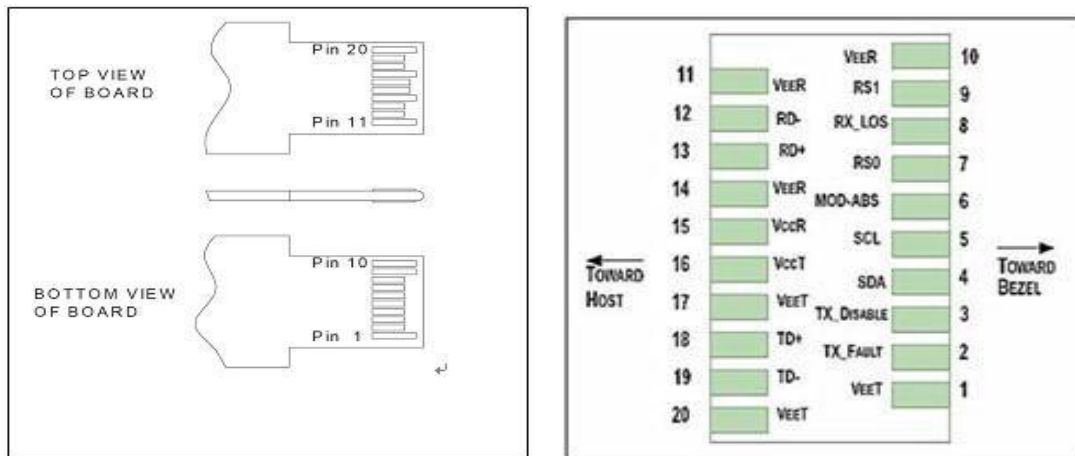 Pin 20
TOP VIEW
OF BOARD
Pin 11
Pin 10
BOTTOM VIEW
OF BOARD
Pin 1
11
VEER
12
RD-
13
RD+
14
VEER
15
VCCR
16
VCCT
17
VEET
18
TD+
19
TD-
20
VEET
VEER
10
RS1
9
RX_LOS
8
RS0
7
MOD-ABS
6
SCL
5
SDA
4
TX_DISABLE
3
TX_FAULT
2
VEET
1
TOWARD
HOST
TOWARD
BEZEL